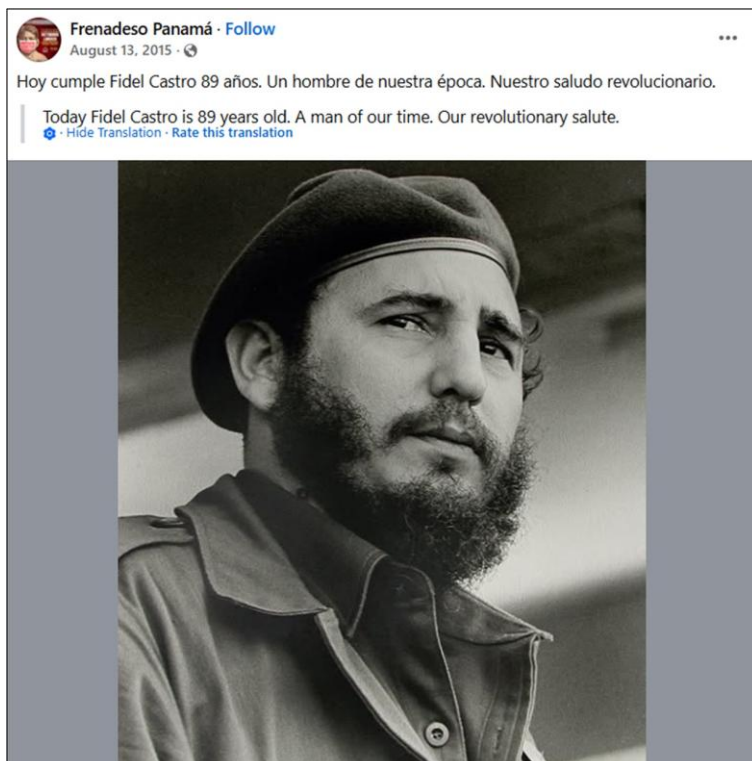 Frenadeso Panamá · Follow
August 13, 2015 ·
Hoy cumple Fidel Castro 89 años. Un hombre de nuestra época. Nuestro saludo revolucionario.
Today Fidel Castro is 89 years old. A man of our time. Our revolutionary salute.
· Hide Translation · Rate this translation